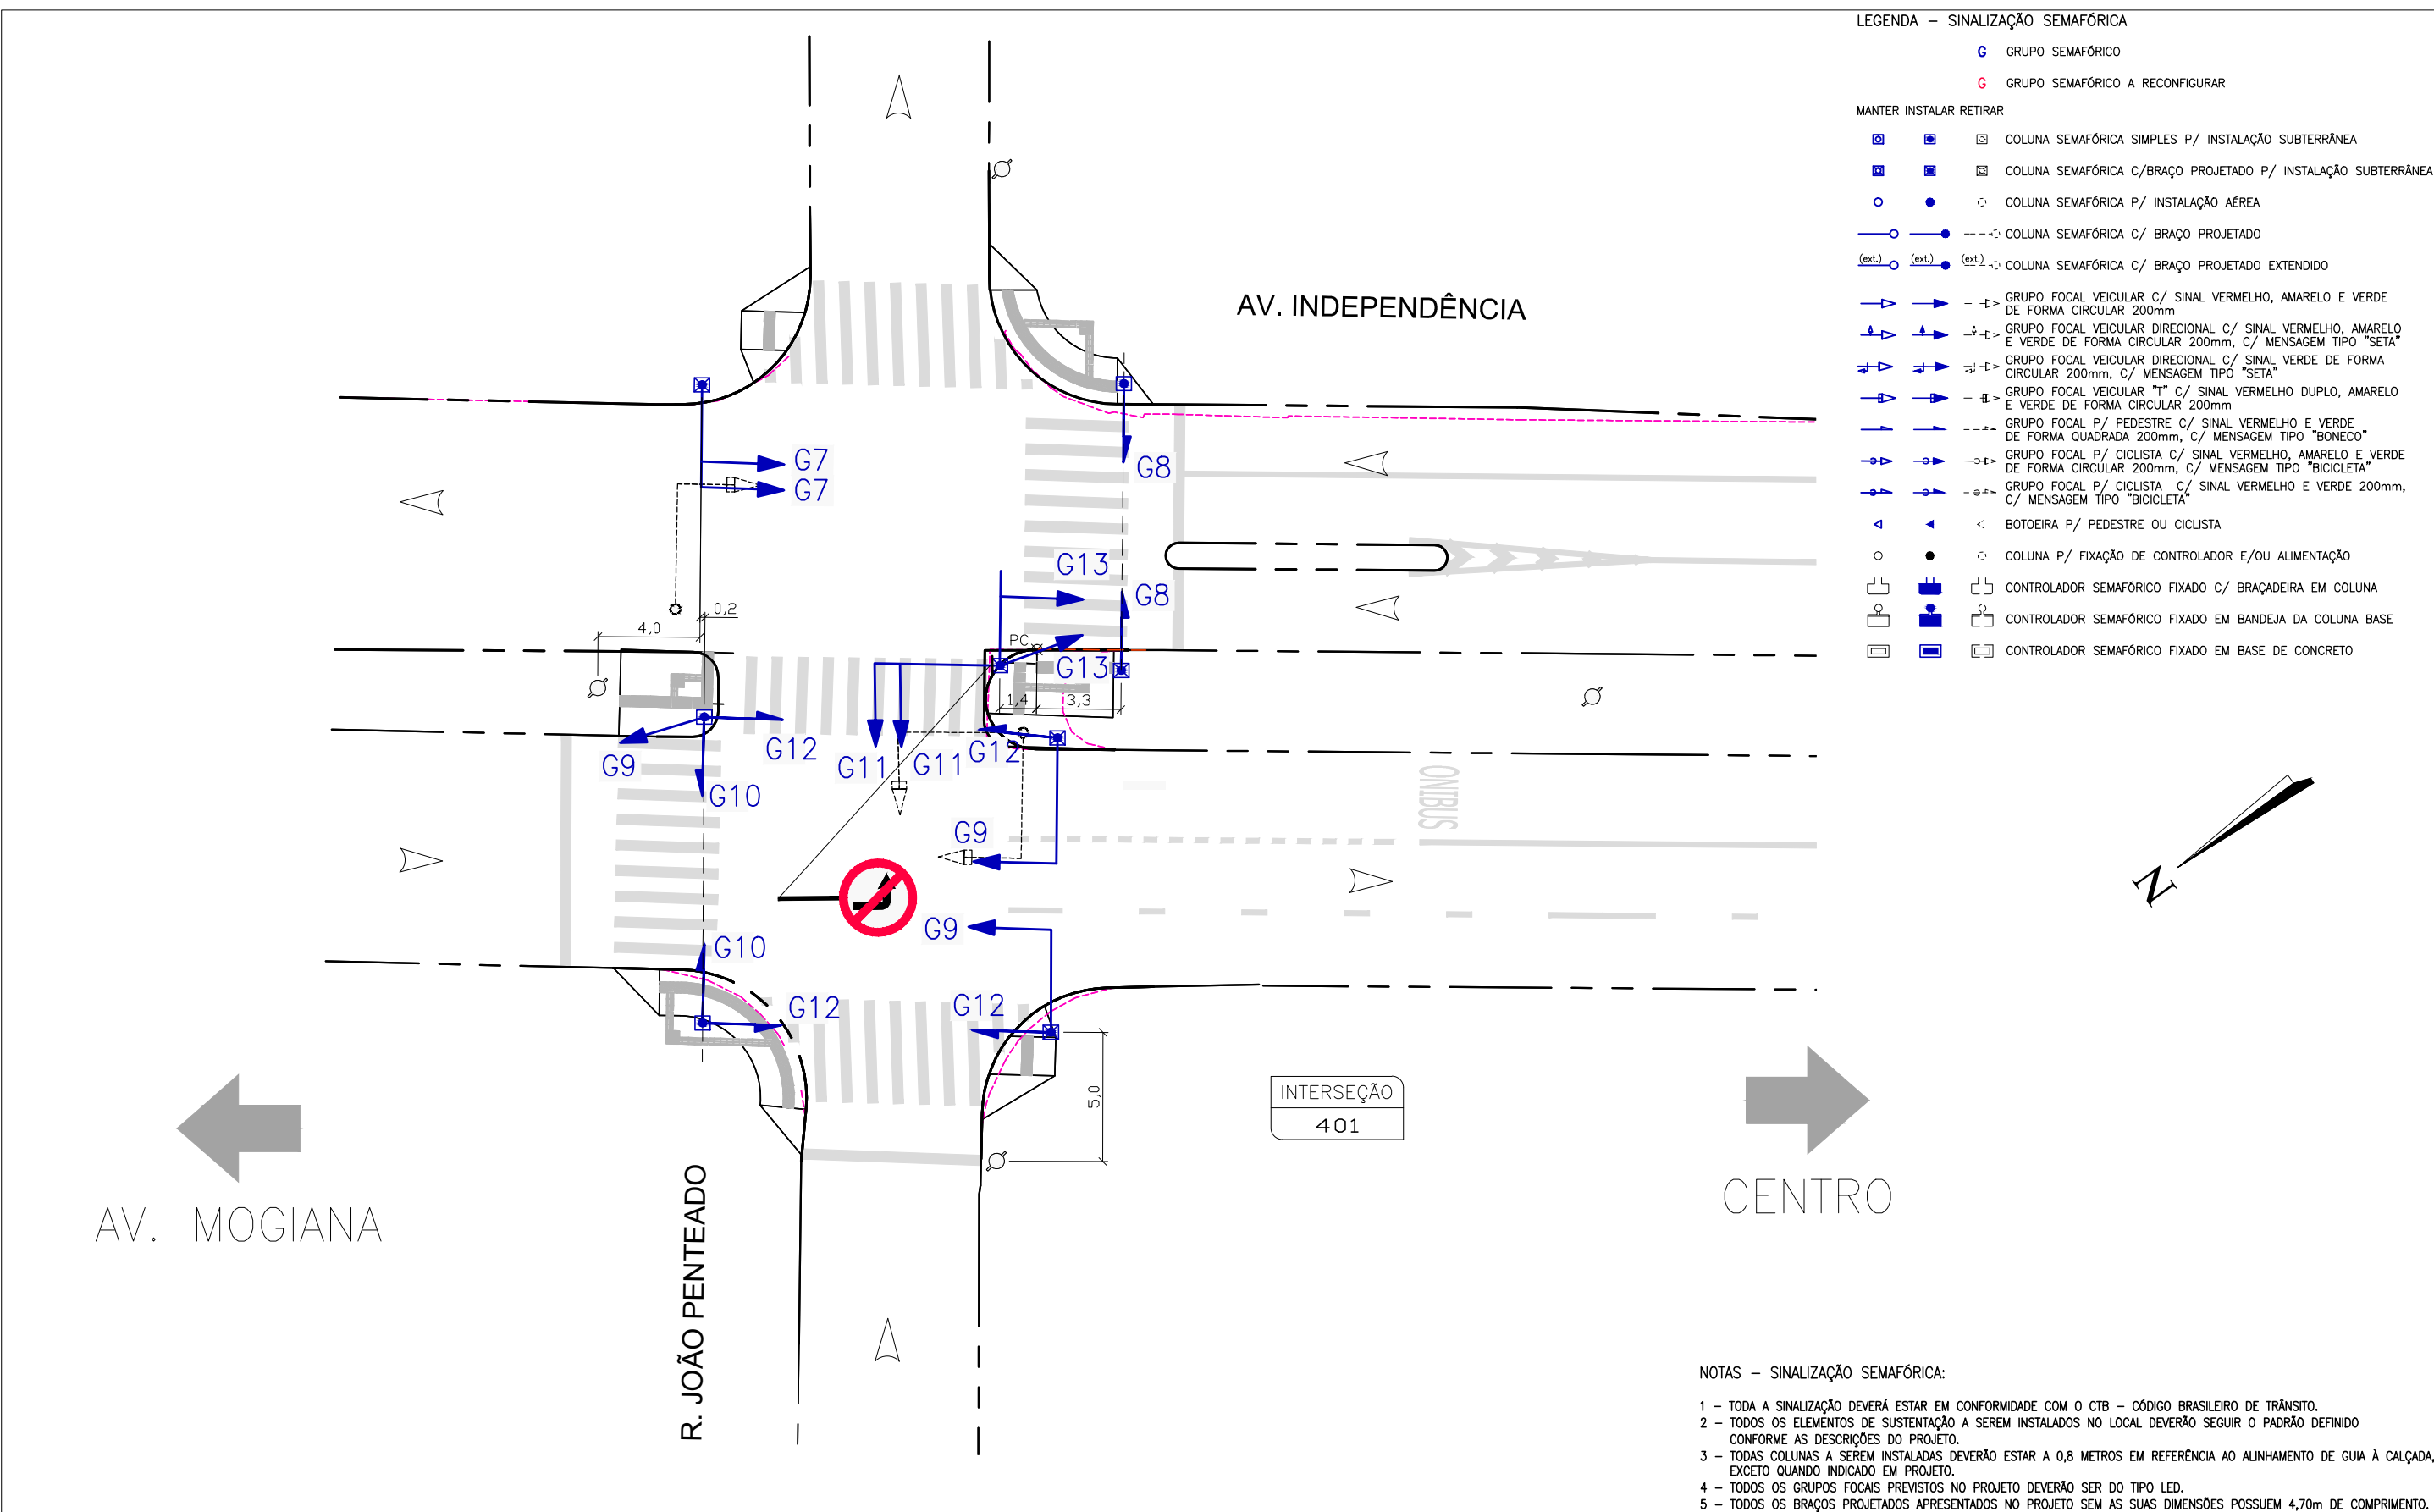 LEGENDA – SINALIZAÇÃO SEMAFÓRICA
G GRUPO SEMAFÓRICO
G GRUPO SEMAFÓRICO A RECONFIGURAR
MANTER INSTALAR RETIRAR
COLUNA SEMAFÓRICA SIMPLES P/ INSTALAÇÃO SUBTERRÂNEA
COLUNA SEMAFÓRICA C/BRAÇO PROJETADO P/ INSTALAÇÃO SUBTERRÂNEA
COLUNA SEMAFÓRICA P/ INSTALAÇÃO AÉREA
COLUNA SEMAFÓRICA C/ BRAÇO PROJETADO
(ext.) (ext.) (ext.) COLUNA SEMAFÓRICA C/ BRAÇO PROJETADO EXTENDIDO
GRUPO FOCAL VEICULAR C/ SINAL VERMELHO, AMARELO E VERDE
DE FORMA CIRCULAR 200mm
GRUPO FOCAL VEICULAR DIRECIONAL C/ SINAL VERMELHO, AMARELO
E VERDE DE FORMA CIRCULAR 200mm, C/ MENSAGEM TIPO "SETA"
GRUPO FOCAL VEICULAR DIRECIONAL C/ SINAL VERDE DE FORMA
CIRCULAR 200mm, C/ MENSAGEM TIPO "SETA"
GRUPO FOCAL VEICULAR "T" C/ SINAL VERMELHO DUPLO, AMARELO
E VERDE DE FORMA CIRCULAR 200mm
GRUPO FOCAL P/ PEDESTRE C/ SINAL VERMELHO E VERDE
DE FORMA QUADRADA 200mm, C/ MENSAGEM TIPO "BONECO"
GRUPO FOCAL P/ CICLISTA C/ SINAL VERMELHO, AMARELO E VERDE
DE FORMA CIRCULAR 200mm, C/ MENSAGEM TIPO "BICICLETA"
GRUPO FOCAL P/ CICLISTA C/ SINAL VERMELHO E VERDE 200mm,
C/ MENSAGEM TIPO "BICICLETA"
BOTOEIRA P/ PEDESTRE OU CICLISTA
COLUNA P/ FIXAÇÃO DE CONTROLADOR E/OU ALIMENTAÇÃO
CONTROLADOR SEMAFÓRICO FIXADO C/ BRAÇADEIRA EM COLUNA
CONTROLADOR SEMAFÓRICO FIXADO EM BANDEJA DA COLUNA BASE
CONTROLADOR SEMAFÓRICO FIXADO EM BASE DE CONCRETO
AV. INDEPENDÊNCIA
G7
G7
G8
G13
G8
0,2
4,0
PC
G13
1,4
3,3
G9
G12
G11
G11
G12
G10
ONIBUS
G9
G9
G10
G12
G12
5,0
INTERSEÇÃO
401
N
AV. MOGIANA
CENTRO
R. JOÃO PENTEADO
NOTAS – SINALIZAÇÃO SEMAFÓRICA:
1 – TODA A SINALIZAÇÃO DEVERÁ ESTAR EM CONFORMIDADE COM O CTB – CÓDIGO BRASILEIRO DE TRÂNSITO.
2 – TODOS OS ELEMENTOS DE SUSTENTAÇÃO A SEREM INSTALADOS NO LOCAL DEVERÃO SEGUIR O PADRÃO DEFINIDO
CONFORME AS DESCRIÇÕES DO PROJETO.
3 – TODAS COLUNAS A SEREM INSTALADAS DEVERÃO ESTAR A 0,8 METROS EM REFERÊNCIA AO ALINHAMENTO DE GUIA À CALÇADA,
EXCETO QUANDO INDICADO EM PROJETO.
4 – TODOS OS GRUPOS FOCAIS PREVISTOS NO PROJETO DEVERÃO SER DO TIPO LED.
5 – TODOS OS BRAÇOS PROJETADOS APRESENTADOS NO PROJETO SEM AS SUAS DIMENSÕES POSSUEM 4,70m DE COMPRIMENTO.